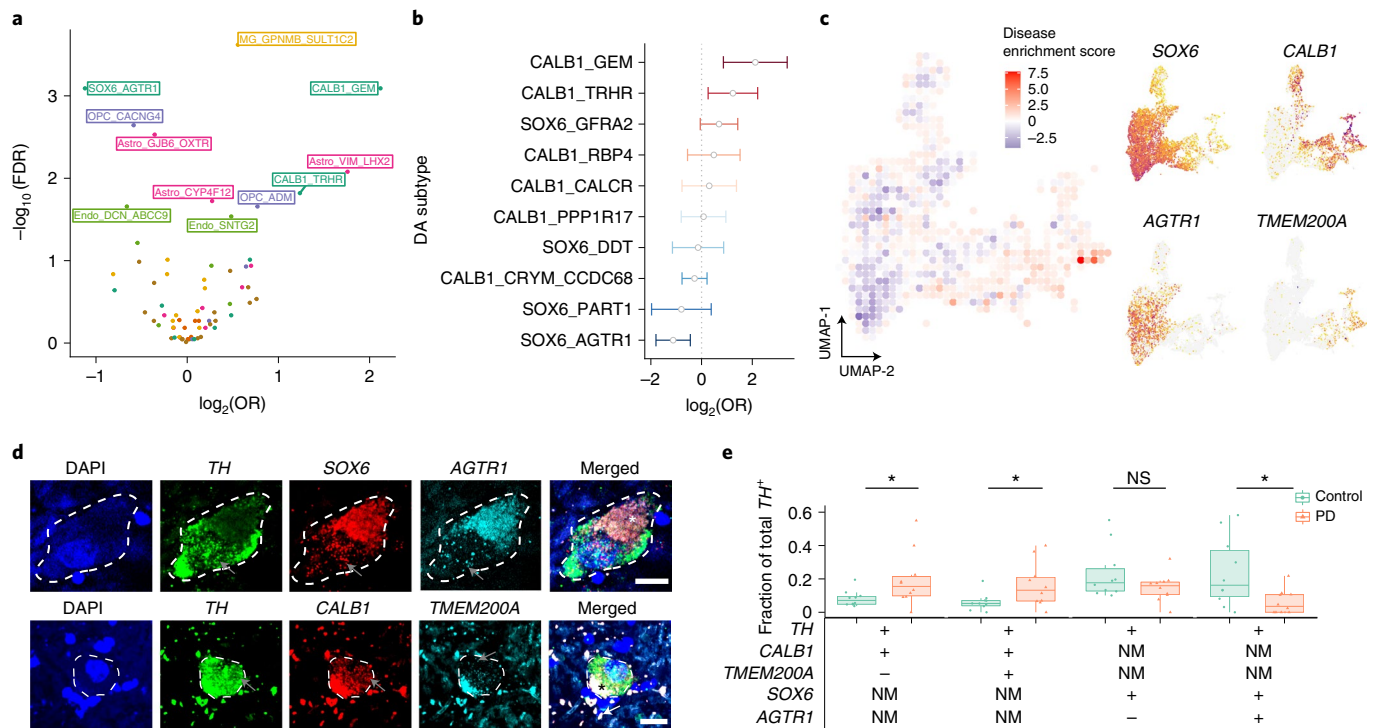 a
3
2
1
0
−1
0
1
2
–log10 (FDR)
log2(OR)
MG_GPNMB_SULT1C2
SOX6_AGTR1
CALB1_GEM
OPC_CACNG4
Astro_GJB6_OXTR
Astro_VIM_LHX2
CALB1_TRHR
Astro_CYP4F12
OPC_ADM
Endo_DCN_ABCC9
Endo_SNTG2
b
DA subtype
CALB1_GEM
CALB1_TRHR
SOX6_GFRA2
CALB1_RBP4
CALB1_CALCR
CALB1_PPP1R17
SOX6_DDT
CALB1_CRYM_CCDC68
SOX6_PART1
SOX6_AGTR1
−2
0
2
log2(OR)
c
Disease
enrichment score
7.5
5.0
2.5
0
−2.5
UMAP-1
UMAP-2
SOX6
CALB1
AGTR1
TMEM200A
d
DAPI
TH
SOX6
AGTR1
Merged
*
DAPI
TH
CALB1
TMEM200A
Merged
*
e
* * NS *
Control
PD
Fraction of total TH+
0.6
0.4
0.2
0
TH + + + +
CALB1 + + NM NM
TMEM200A – + NM NM
SOX6 NM NM + +
AGTR1 NM NM – +